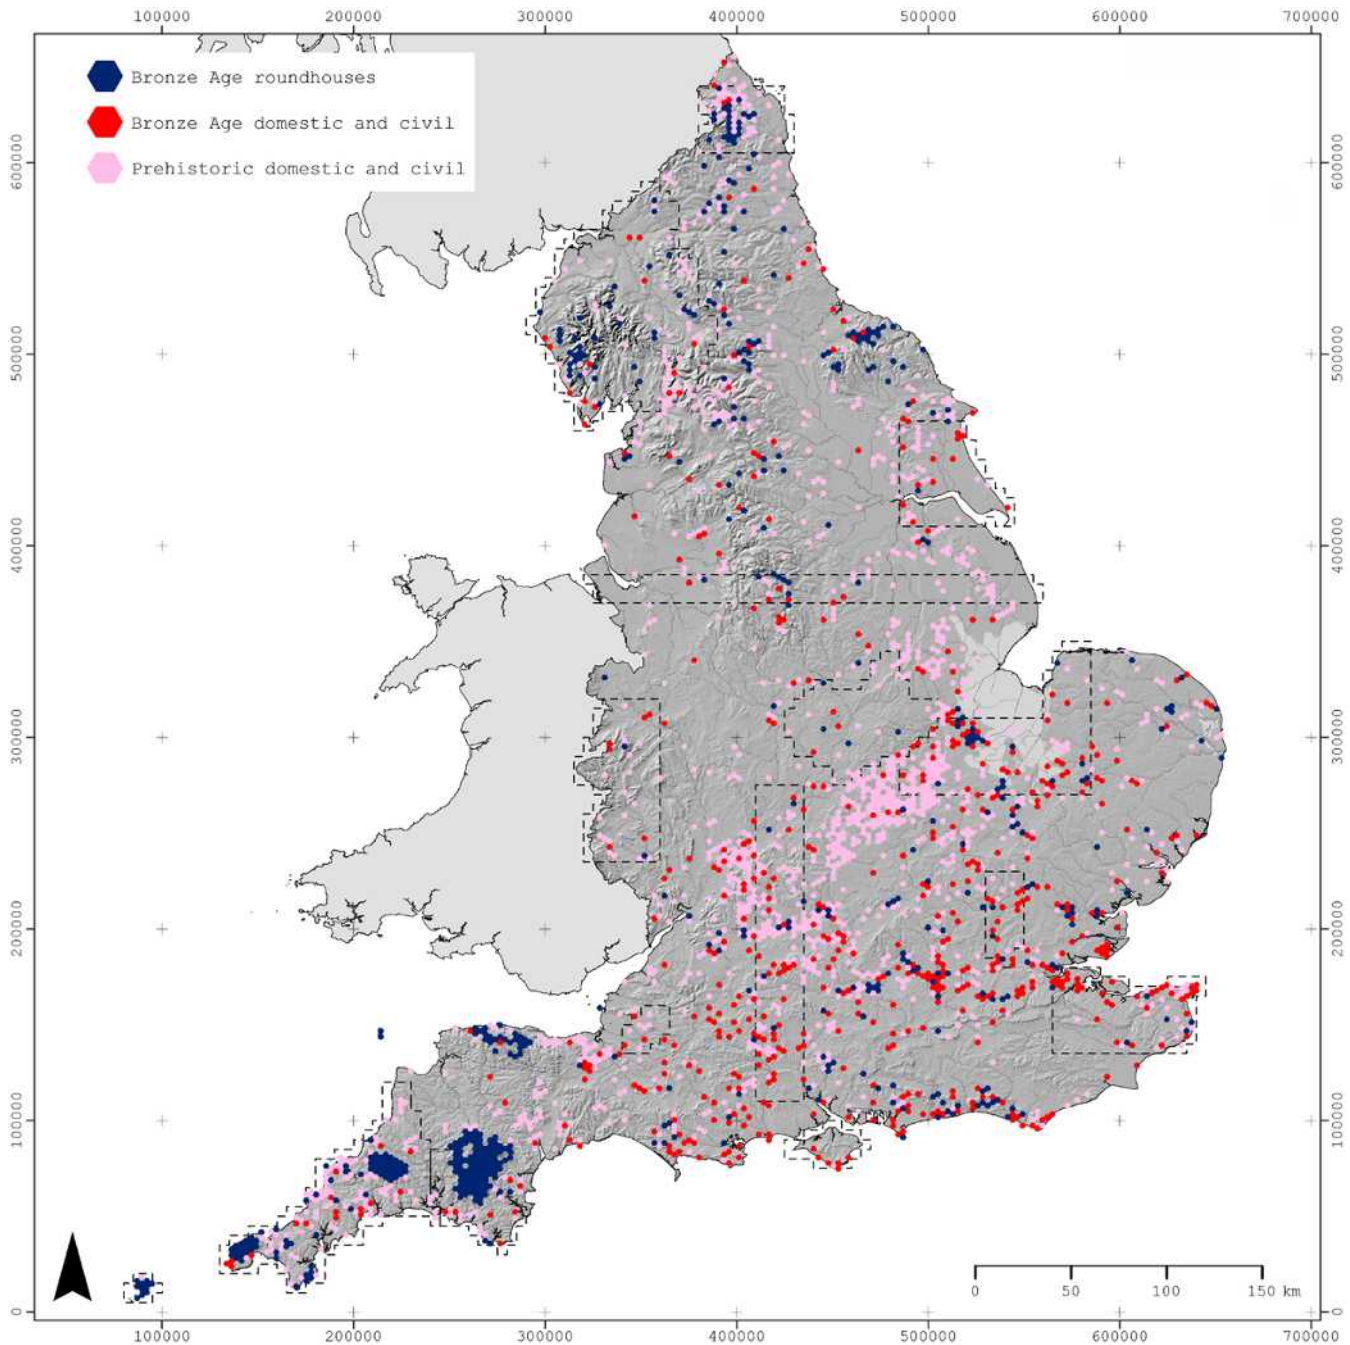 100000 200000 300000 400000 500000 600000 700000
Bronze Age roundhouses
Bronze Age domestic and civil
Prehistoric domestic and civil
600000 600000
500000 500000
400000 400000
300000 300000
200000 200000
100000 100000
0 50 100 150 km
0 0
100000 200000 300000 400000 500000 600000 700000